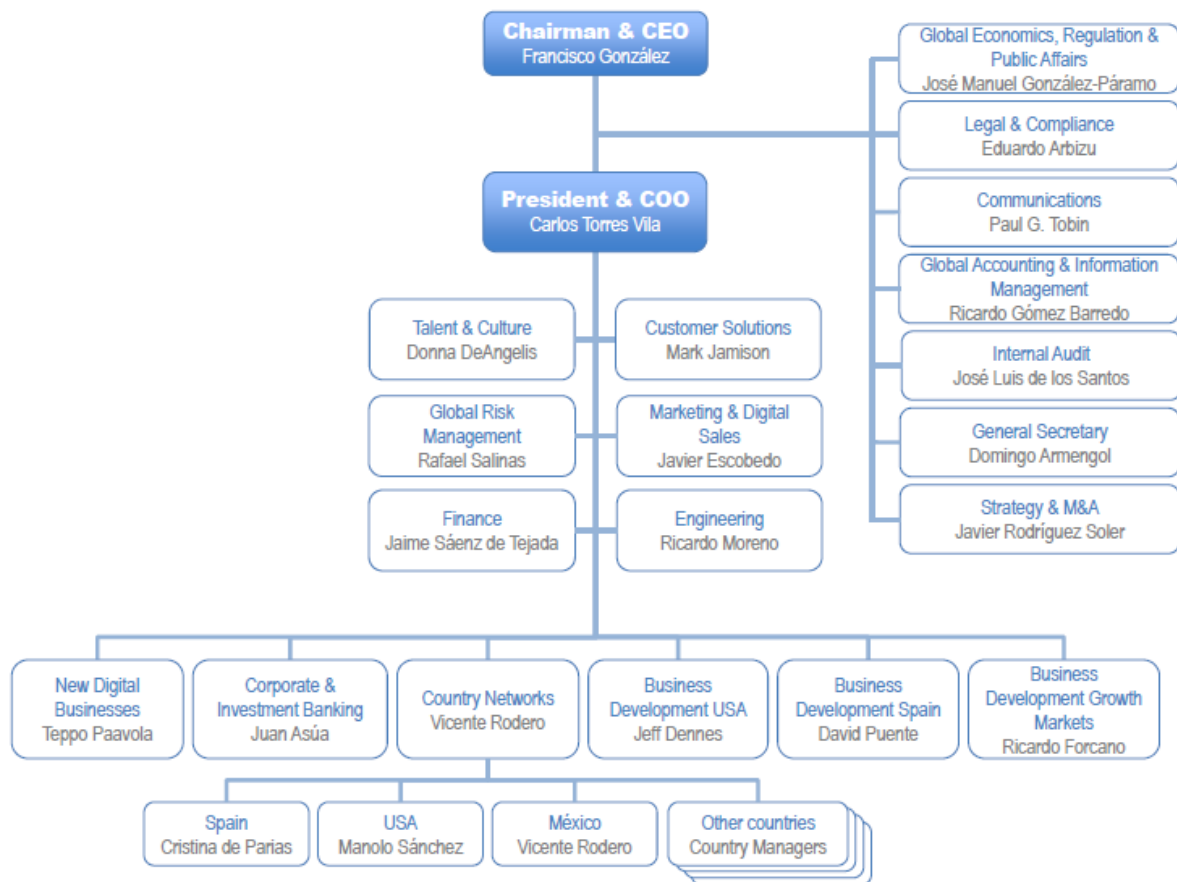 Chairman & CEO
Francisco González
Global Economics, Regulation &
Public Affairs
José Manuel González-Páramo
Legal & Compliance
Eduardo Arbizu
Communications
Paul G. Tobin
Global Accounting & Information
Management
Ricardo Gómez Barredo
Internal Audit
José Luis de los Santos
General Secretary
Domingo Armengol
Strategy & M&A
Javier Rodríguez Soler
President & COO
Carlos Torres Vila
Talent & Culture
Donna DeAngelis
Customer Solutions
Mark Jamison
Global Risk
Management
Rafael Salinas
Marketing & Digital
Sales
Javier Escobedo
Finance
Jaime Sáenz de Tejada
Engineering
Ricardo Moreno
New Digital
Businesses
Teppo Paavola
Corporate &
Investment Banking
Juan Asúa
Country Networks
Vicente Rodero
Business
Development USA
Jeff Dennes
Business
Development Spain
David Puente
Business
Development Growth
Markets
Ricardo Forcano
Spain
Cristina de Parias
USA
Manolo Sánchez
México
Vicente Rodero
Other countries
Country Managers